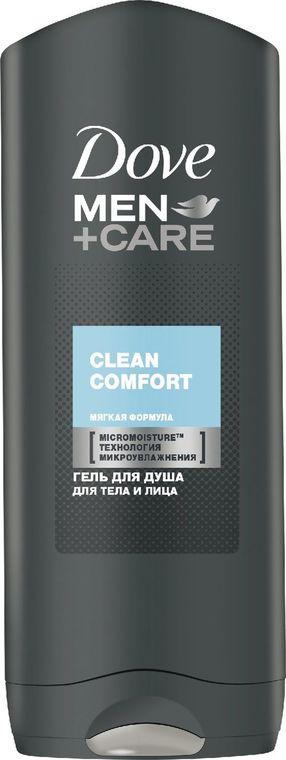 Dove
MEN
+CARE
CLEAN
COMFORT
МЯГКАЯ ФОРМУЛА
MICROMOISTURE™
ТЕХНОЛОГИЯ
МИКРОУВЛАЖНЕНИЯ
ГЕЛЬ ДЛЯ ДУША
ДЛЯ ТЕЛА И ЛИЦА